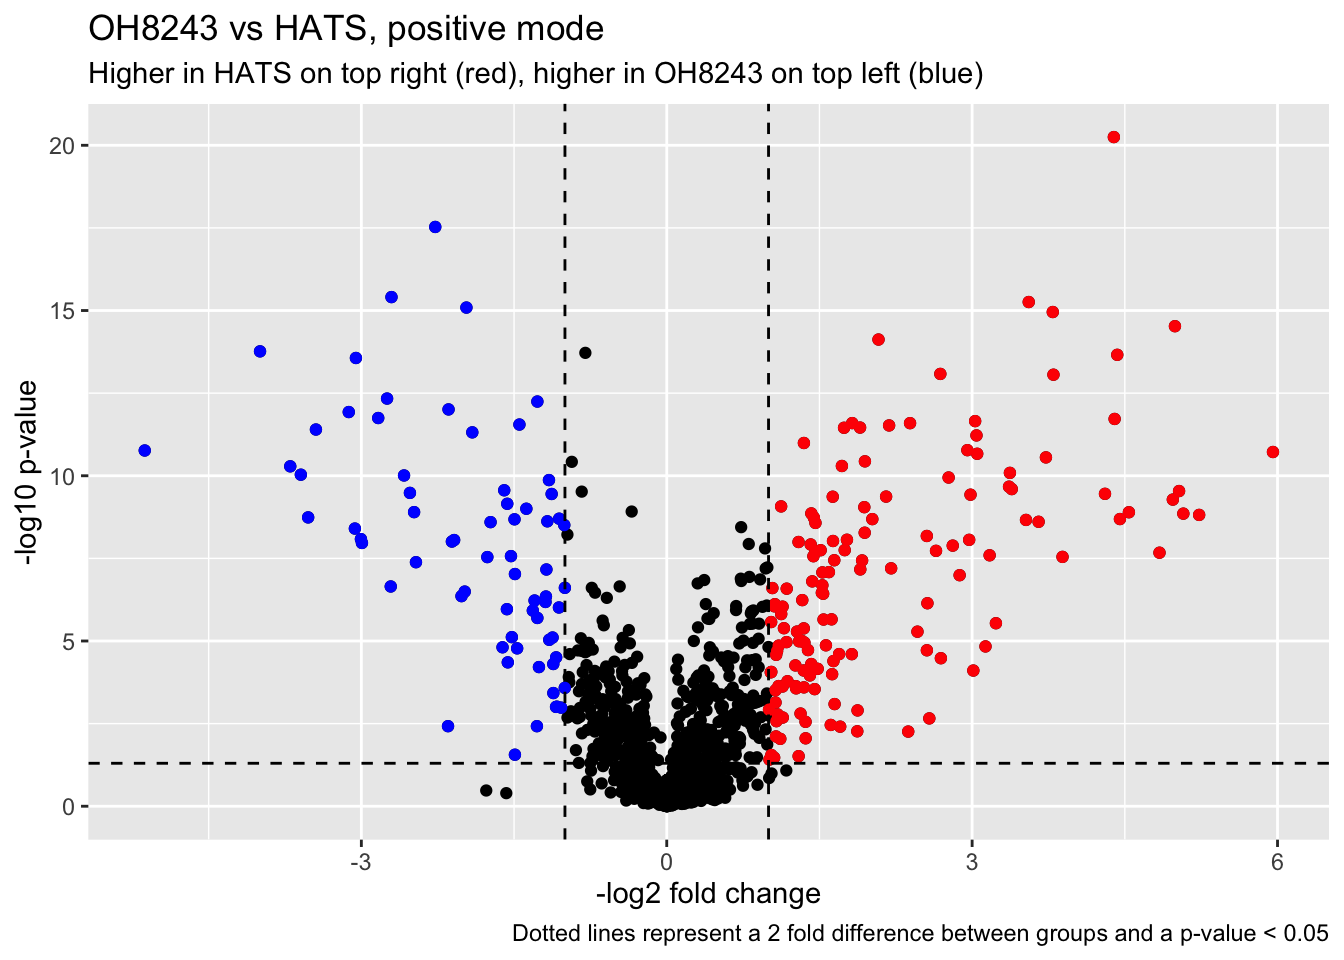 OH8243 vs HATS, positive mode
Higher in HATS on top right (red), higher in OH8243 on top left (blue)
20
15
10
5
0
-log10 p-value
-3
0
3
6
-log2 fold change
Dotted lines represent a 2 fold difference between groups and a p-value < 0.05